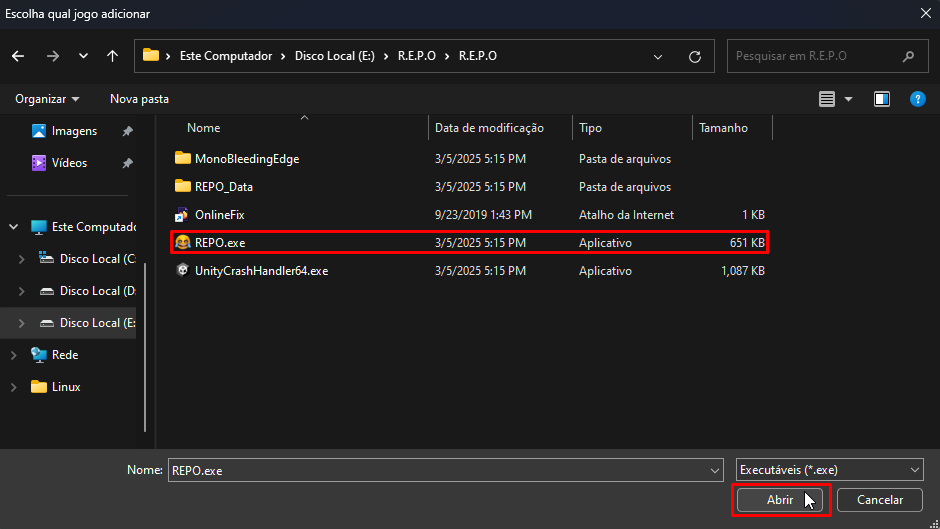 Escolha qual jogo adicionar
Este Computador > Disco Local (E:) > R.E.P.O > R.E.P.O
Pesquisar em R.E.P.O
Organizar
Nova pasta
Imagens
Vídeos
Este Computado
Disco Local (C:
Disco Local (D:
Disco Local (E:
Rede
Linux
Nome Data de modificação Tipo Tamanho
MonoBleedingEdge 3/5/2025 5:15 PM Pasta de arquivos
REPO_Data 3/5/2025 5:15 PM Pasta de arquivos
OnlineFix 9/23/2019 1:43 PM Atalho da Internet 1 KB
REPO.exe 3/5/2025 5:15 PM Aplicativo 651 KB
UnityCrashHandler64.exe 3/5/2025 5:15 PM Aplicativo 1,087 KB
Nome: REPO.exe
Executáveis (*.exe)
Abrir
Cancelar